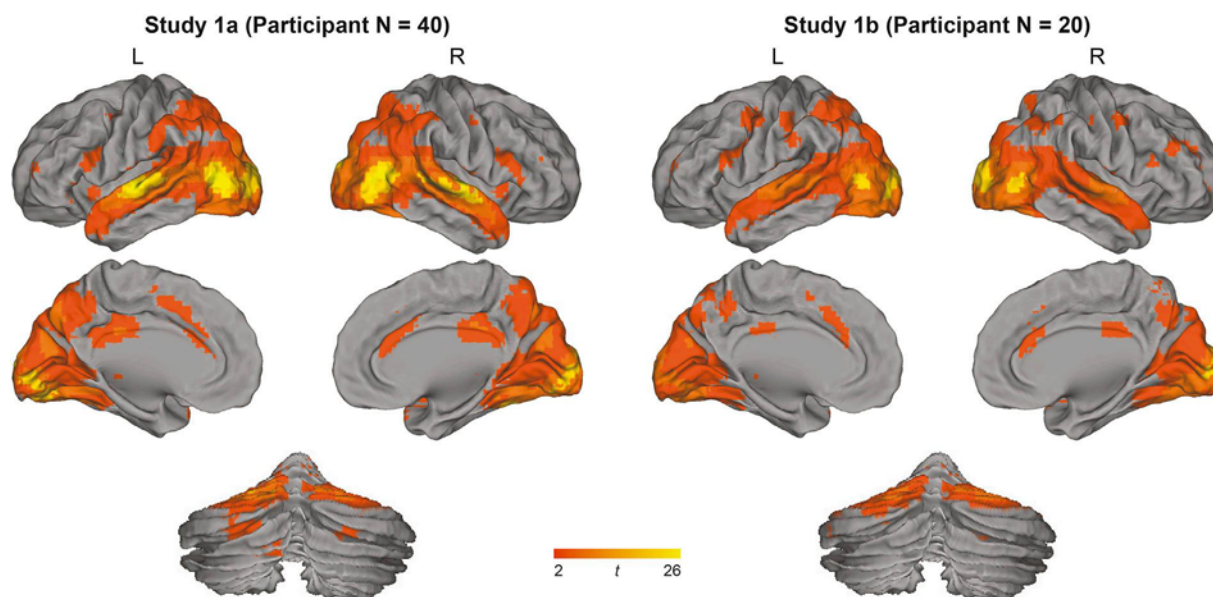 Study 1a (Participant N = 40)
Study 1b (Participant N = 20)
L
R
L
R
2
t
26